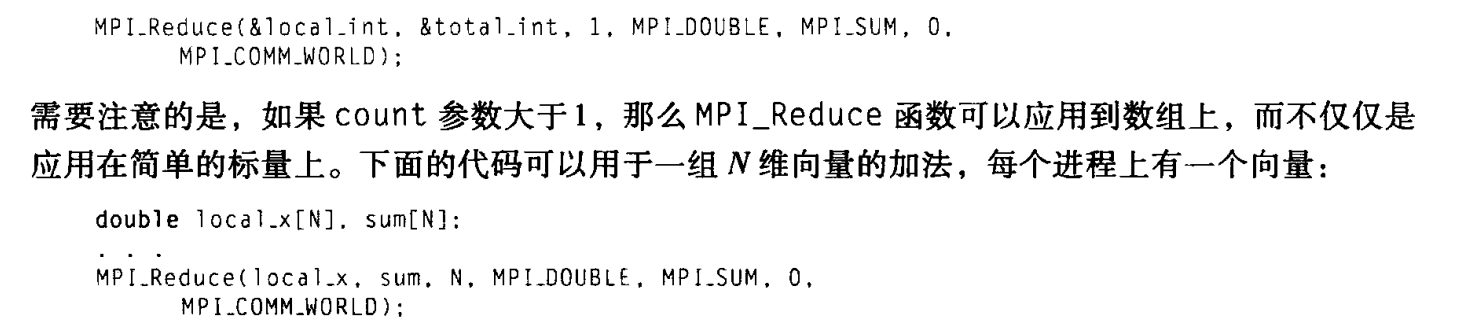 MPI_Reduce(&local_int, &total_int, 1, MPI_DOUBLE, MPI_SUM, 0,
MPI_COMM_WORLD);
需要注意的是，如果 count 参数大于1，那么 MPI_Reduce 函数可以应用到数组上，而不仅仅是
应用在简单的标量上。下面的代码可以用于一组 N 维向量的加法，每个进程上有一个向量：
double local_x[N], sum[N];
. . .
MPI_Reduce(local_x, sum, N, MPI_DOUBLE, MPI_SUM, 0,
MPI_COMM_WORLD);